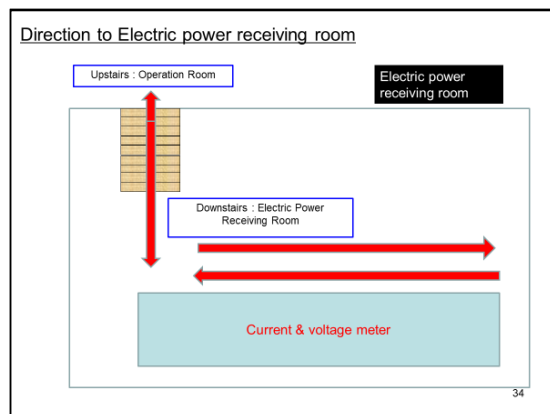 Direction to Electric power receiving room
Upstairs : Operation Room
Electric power
receiving room
Downstairs : Electric Power
Receiving Room
Current & voltage meter
34